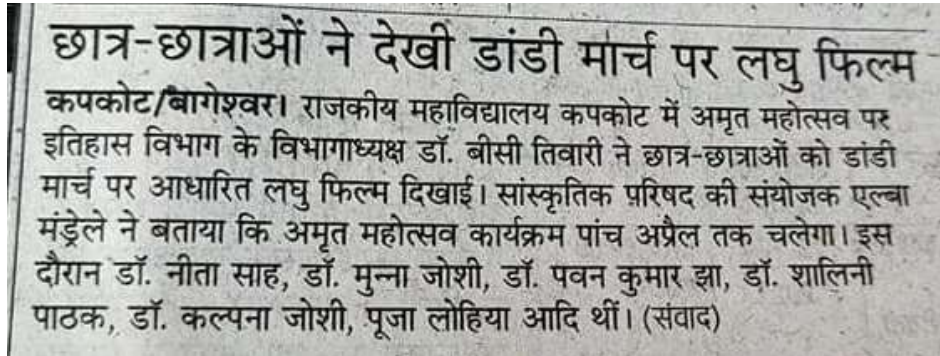 छात्र-छात्राओं ने देखी डांडी मार्च पर लघु फिल्म
कपकोट/बागेश्वर। राजकीय महाविद्यालय कपकोट में अमृत महोत्सव पर
इतिहास विभाग के विभागाध्यक्ष डॉ. बीसी तिवारी ने छात्र-छात्राओं को डांडी
मार्च पर आधारित लघु फिल्म दिखाई। सांस्कृतिक परिषद की संयोजक एल्बा
मंड्रेले ने बताया कि अमृत महोत्सव कार्यक्रम पांच अप्रैल तक चलेगा। इस
दौरान डॉ. नीता साह, डॉ. मुन्ना जोशी, डॉ. पवन कुमार झा, डॉ. शालिनी
पाठक, डॉ. कल्पना जोशी, पूजा लोहिया आदि थीं। (संवाद)